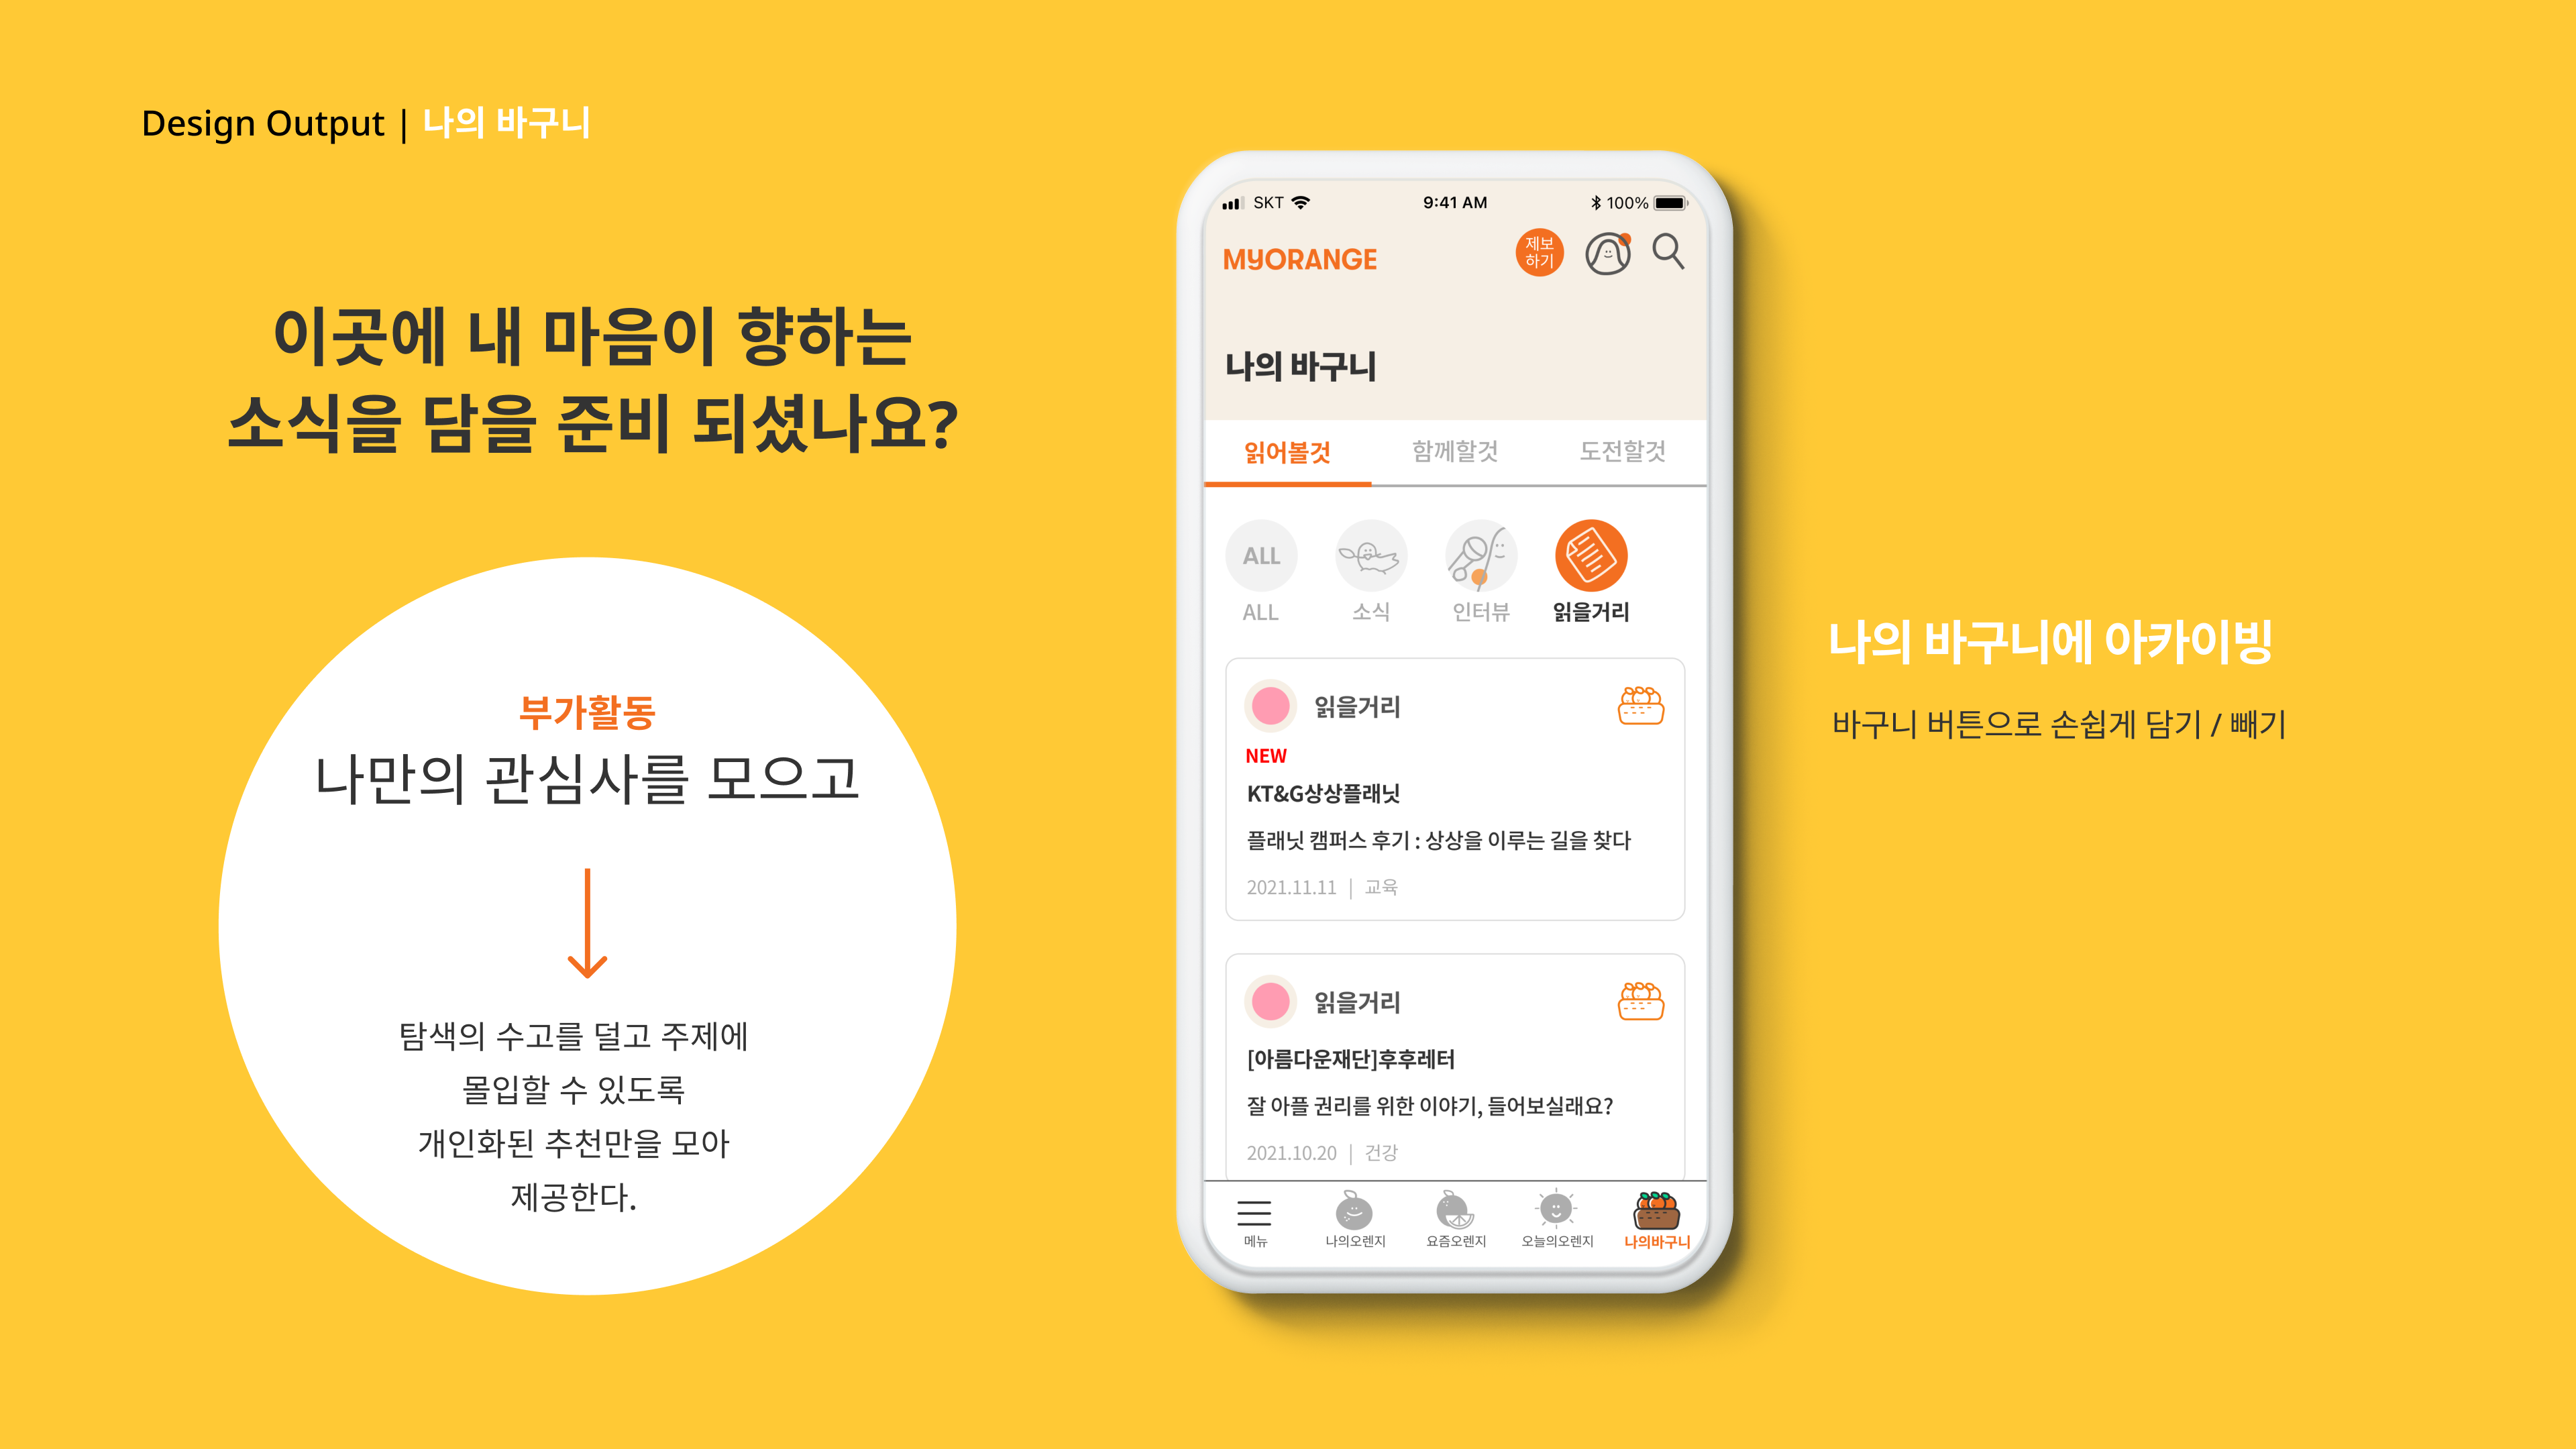 Design Output | 나의 바구니
이곳에 내 마음이 향하는
소식을 담을 준비 되셨나요?
부가활동
나만의 관심사를 모으고
탐색의 수고를 덜고 주제에
몰입할 수 있도록
개인화된 추천만을 모아
제공한다.
SKT 9:41 AM 100%
MYORANGE
제보
하기
나의 바구니
읽어볼것 함께할것 도전할것
ALL
ALL 소식 인터뷰 읽을거리
읽을거리
NEW
KT&G상상플래닛
플래닛 캠퍼스 후기 : 상상을 이루는 길을 찾다
2021.11.11 | 교육
읽을거리
[아름다운재단]후후레터
잘 아플 권리를 위한 이야기, 들어보실래요?
2021.10.20 | 건강
메뉴 나의오렌지 요즘오렌지 오늘의오렌지 나의바구니
나의 바구니에 아카이빙
바구니 버튼으로 손쉽게 담기 / 빼기